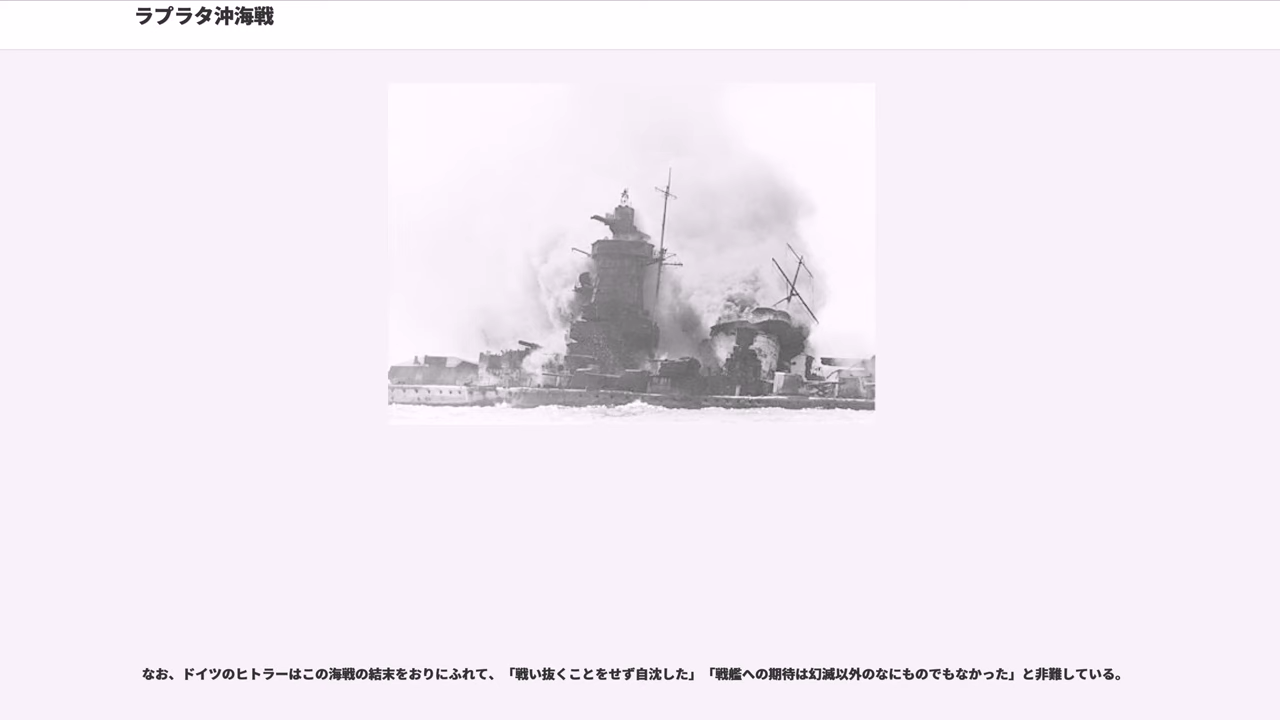 ラプラタ沖海戦
なお、ドイツのヒトラーはこの海戦の結末をおりにふれて、「戦い抜くことをせず自沈した」「戦艦への期待は幻滅以外のなにものでもなかった」と非難している。